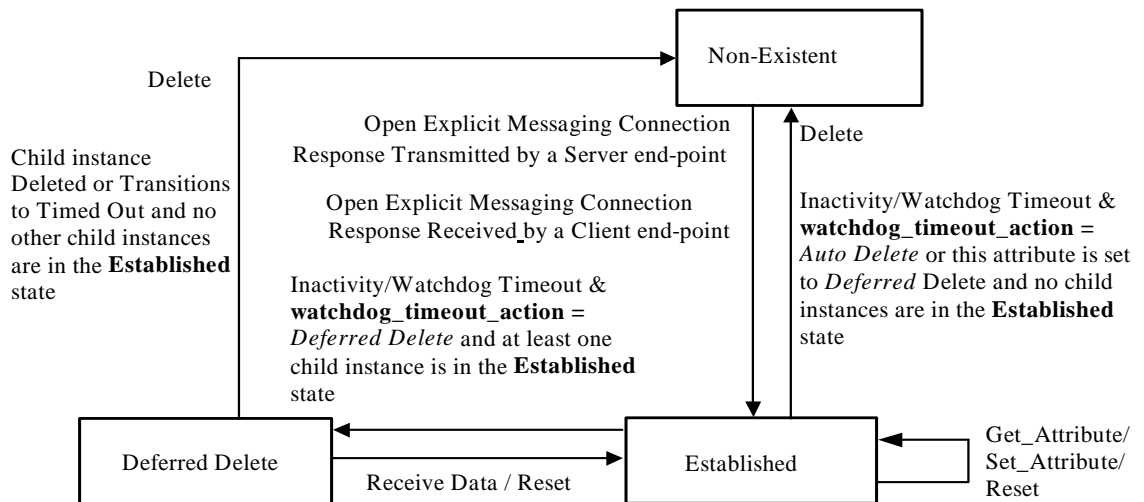 Non-Existent
Delete
Open Explicit Messaging Connection
Response Transmitted by a Server end-point
Delete
Child instance
Deleted or Transitions
to Timed Out and no
other child instances
are in the Established
state
Open Explicit Messaging Connection
Response Received by a Client end-point
Inactivity/Watchdog Timeout &
watchdog_timeout_action =
Auto Delete or this attribute is set
to Deferred Delete and no child
instances are in the Established
state
Inactivity/Watchdog Timeout &
watchdog_timeout_action =
Deferred Delete and at least one
child instance is in the Established
state
Deferred Delete
Receive Data / Reset
Established
Get_Attribute/
Set_Attribute/
Reset